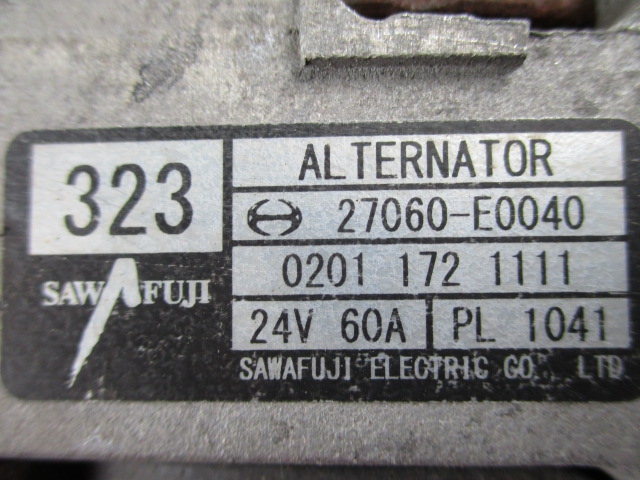 323
ALTERNATOR
27060-E0040
0201 172 1111
24V 60A PL 1041
SAWAFUJI
SAWAFUJI ELECTRIC CO. LTD